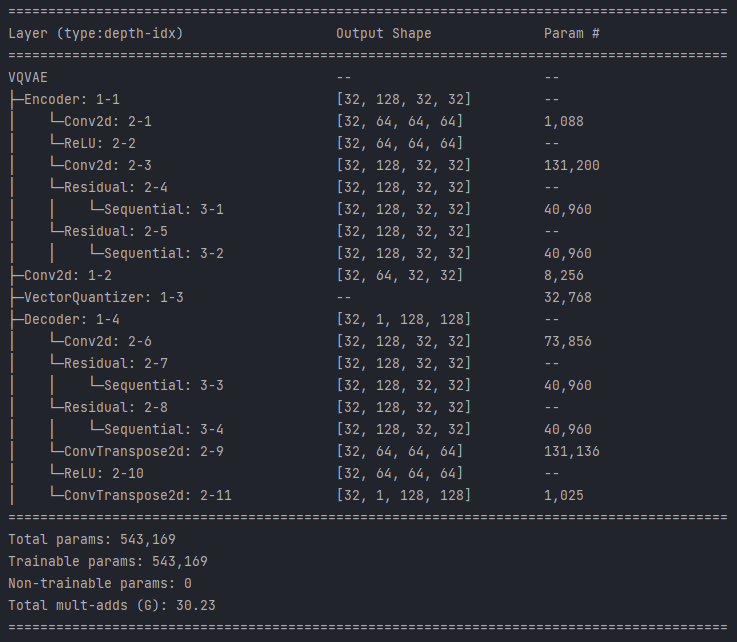 ==========================================================================================
Layer (type:depth-idx)                   Output Shape              Param #
==========================================================================================
VQVAE                                    --                        --
├─Encoder: 1-1                           [32, 128, 32, 32]         --
│    └─Conv2d: 2-1                       [32, 64, 64, 64]          1,088
│    └─ReLU: 2-2                         [32, 64, 64, 64]          --
│    └─Conv2d: 2-3                       [32, 128, 32, 32]         131,200
│    └─Residual: 2-4                     [32, 128, 32, 32]         --
│    │    └─Sequential: 3-1              [32, 128, 32, 32]         40,960
│    └─Residual: 2-5                     [32, 128, 32, 32]         --
│    │    └─Sequential: 3-2              [32, 128, 32, 32]         40,960
├─Conv2d: 1-2                            [32, 64, 32, 32]          8,256
├─VectorQuantizer: 1-3                   --                        32,768
├─Decoder: 1-4                           [32, 1, 128, 128]         --
│    └─Conv2d: 2-6                       [32, 128, 32, 32]         73,856
│    └─Residual: 2-7                     [32, 128, 32, 32]         --
│    │    └─Sequential: 3-3              [32, 128, 32, 32]         40,960
│    └─Residual: 2-8                     [32, 128, 32, 32]         --
│    │    └─Sequential: 3-4              [32, 128, 32, 32]         40,960
│    └─ConvTranspose2d: 2-9              [32, 64, 64, 64]          131,136
│    └─ReLU: 2-10                        [32, 64, 64, 64]          --
│    └─ConvTranspose2d: 2-11             [32, 1, 128, 128]         1,025
==========================================================================================
Total params: 543,169
Trainable params: 543,169
Non-trainable params: 0
Total mult-adds (G): 30.23
==========================================================================================